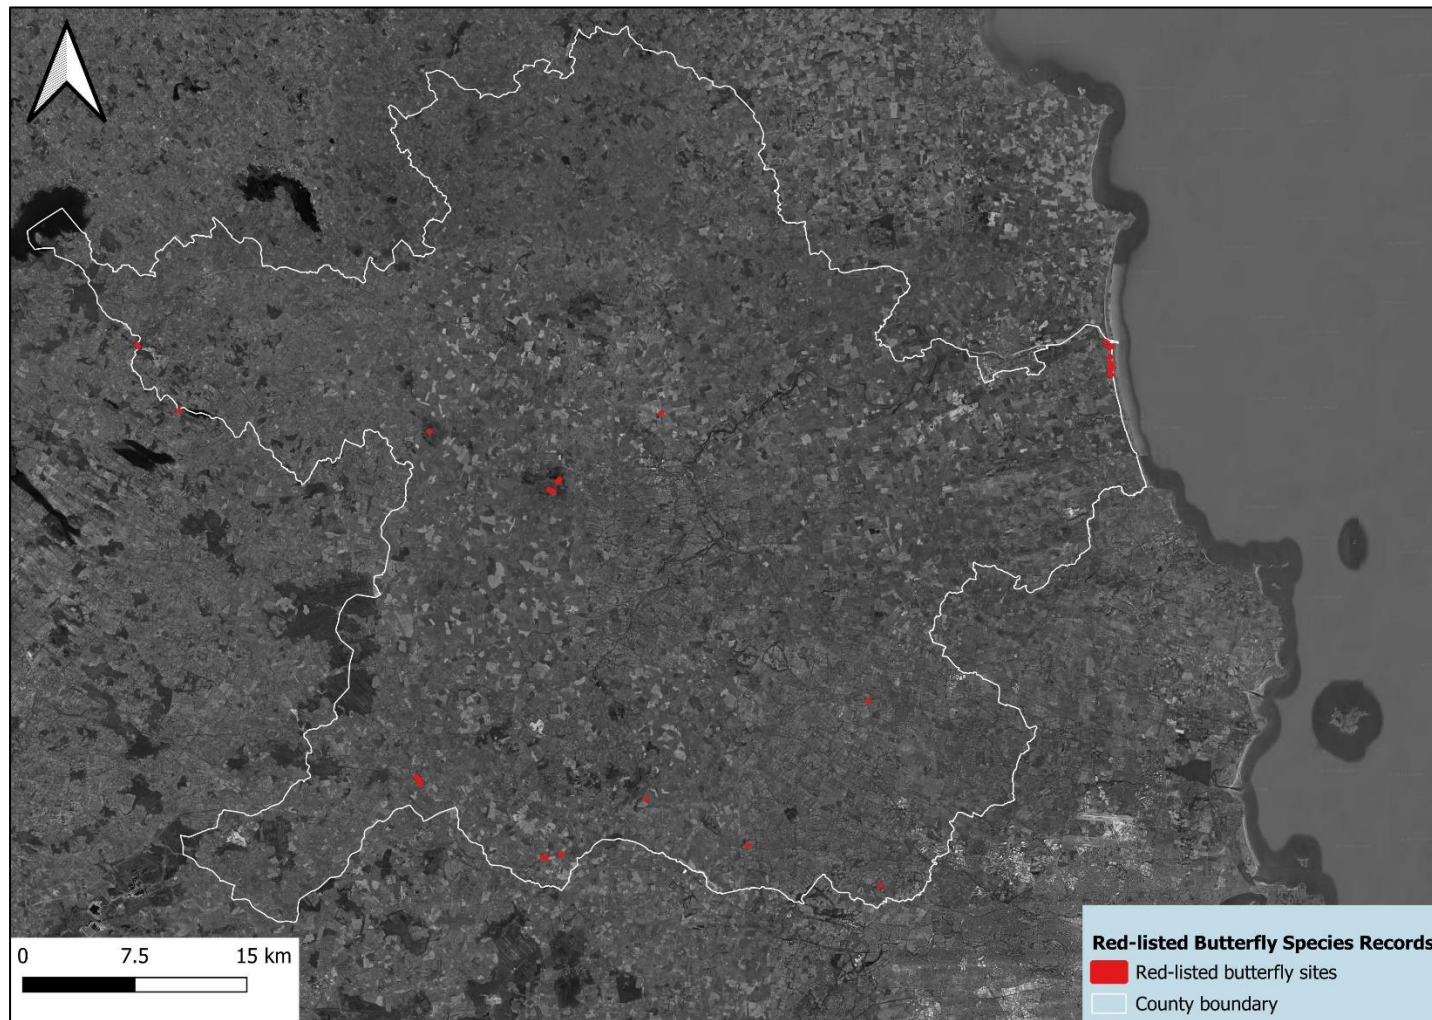 0 7.5 15 km
Red-listed Butterfly Species Records
Red-listed butterfly sites
County boundary